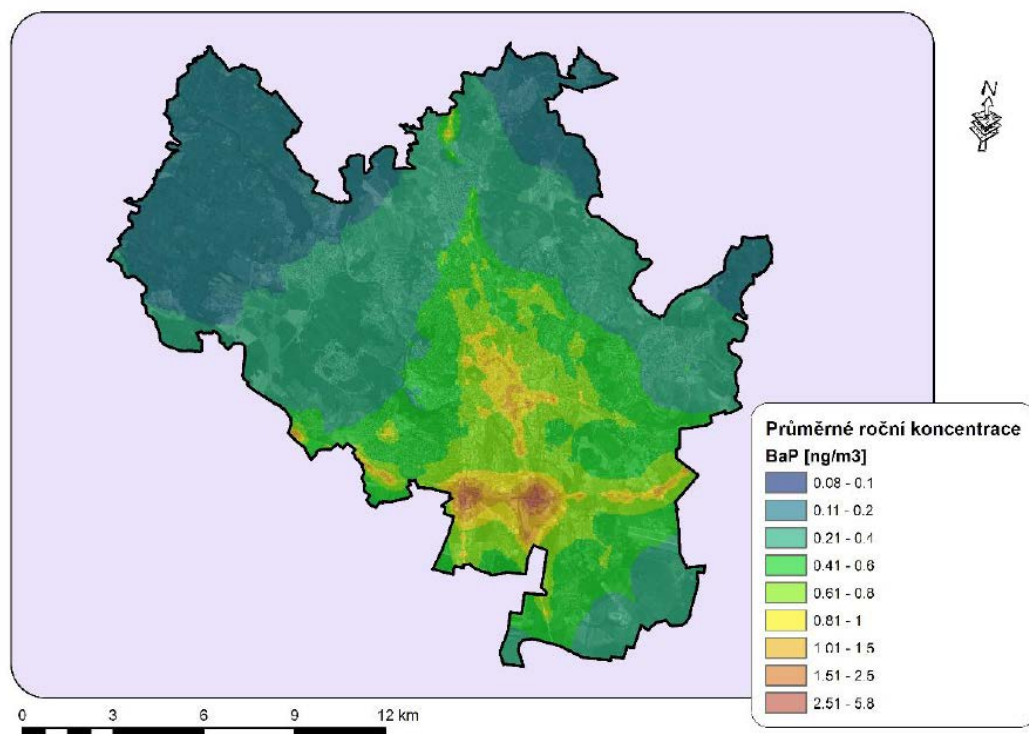 N
Průměrné roční koncentrace
BaP [ng/m3]
0.08 - 0.1
0.11 - 0.2
0.21 - 0.4
0.41 - 0.6
0.61 - 0.8
0.81 - 1
1.01 - 1.5
1.51 - 2.5
2.51 - 5.8
0 3 6 9 12 km